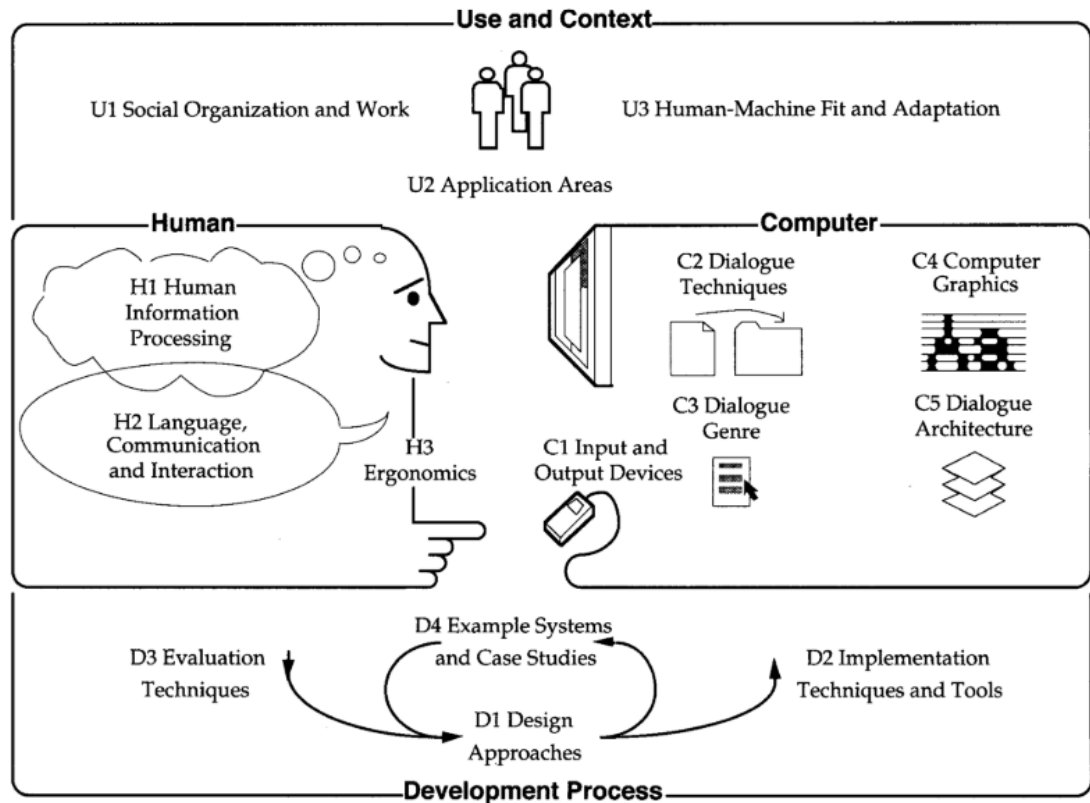 Use and Context
U1 Social Organization and Work
U3 Human-Machine Fit and Adaptation
U2 Application Areas
Human
H1 Human
Information
Processing
H2 Language,
Communication
and Interaction
H3
Ergonomics
Computer
C1 Input and
Output Devices
C2 Dialogue
Techniques
C4 Computer
Graphics
C3 Dialogue
Genre
C5 Dialogue
Architecture
D4 Example Systems
and Case Studies
D3 Evaluation
Techniques
D2 Implementation
Techniques and Tools
D1 Design
Approaches
Development Process